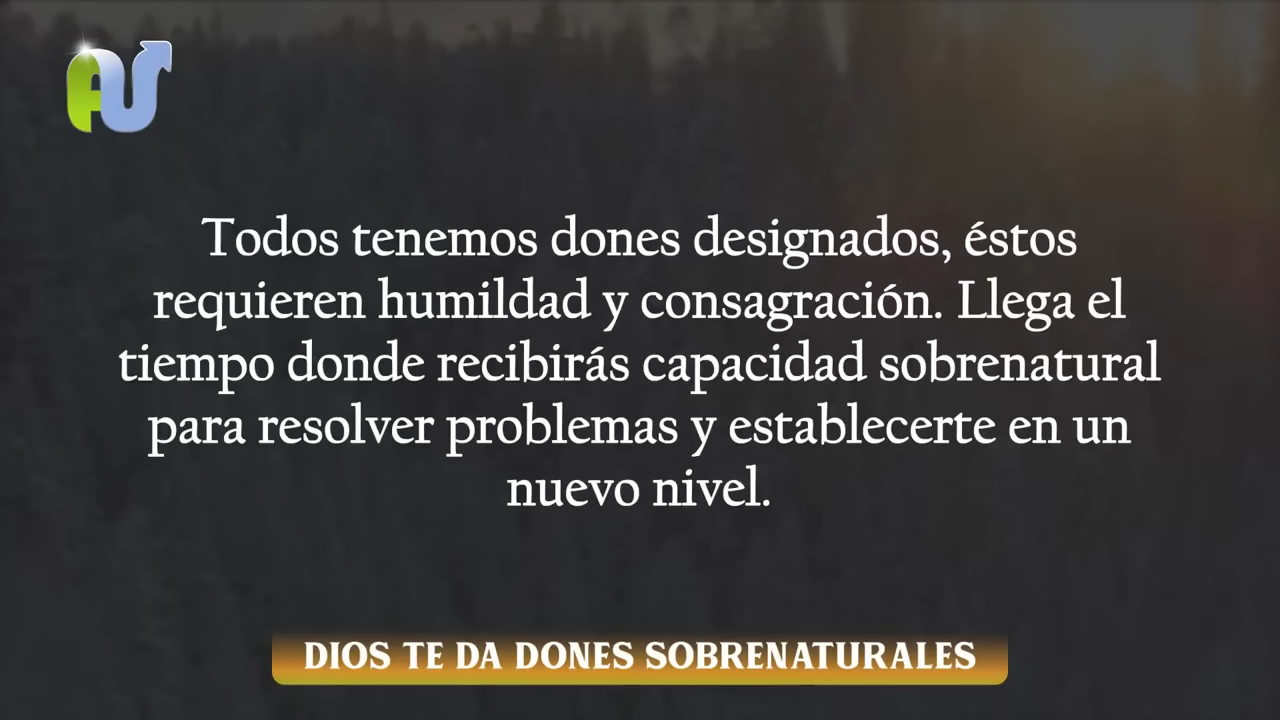 AU
Todos tenemos dones designados, éstos
requieren humildad y consagración. Llega el
tiempo donde recibirás capacidad sobrenatural
para resolver problemas y establecerte en un
nuevo nivel.
DIOS TE DA DONES SOBRENATURALES